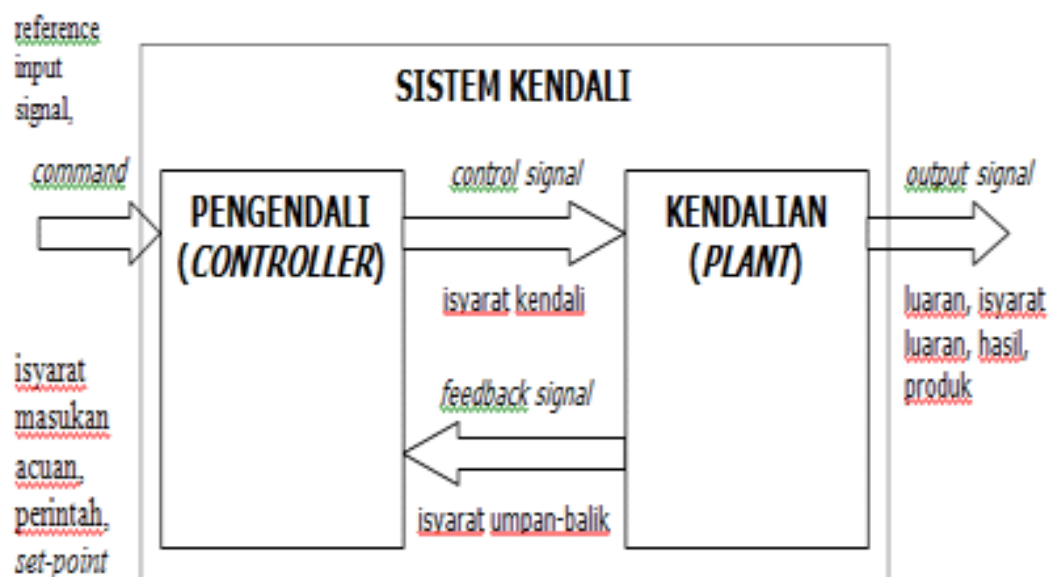 reference
input
signal,
command
SISTEM KENDALI
PENGENDALI
(CONTROLLER)
control signal
isyarat kendali
KENDALIAN
(PLANT)
output signal
luaran, isyarat
luaran, hasil,
produk
feedback signal
isyarat umpan-balik
isyarat
masukan
acuan,
perintah,
set-point